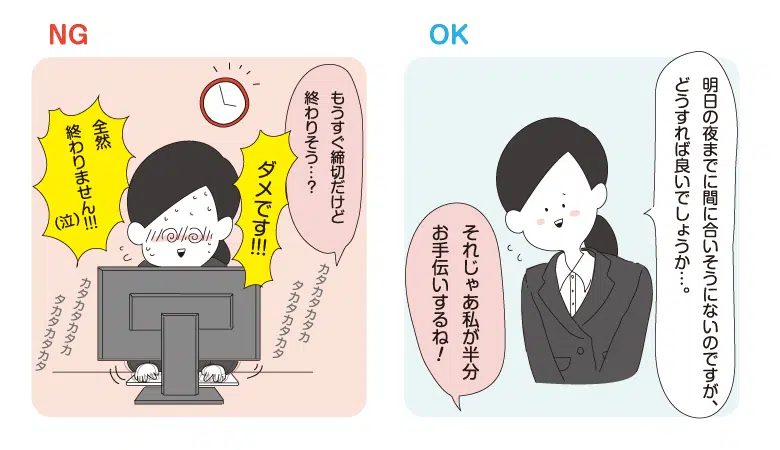 NG
もうすぐ締切だけど
終わりそう…?
ダメです!!!
全然
終わりません!!!
(泣)
カタカタカタカ
タカタカタカタ
カタカタカタカ
タカタカタカタ
OK
明日の夜までに間に合いそうにないのですが、
どうすれば良いでしょうか…。
それじゃあ私が半分
お手伝いするね!